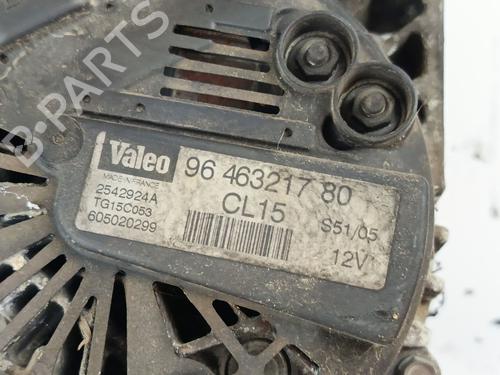 B-PARTS
Valeo
MADE IN FRANCE
96 463217 80
2542924A
TG15C053
605020299
CL15
S51/05
12V